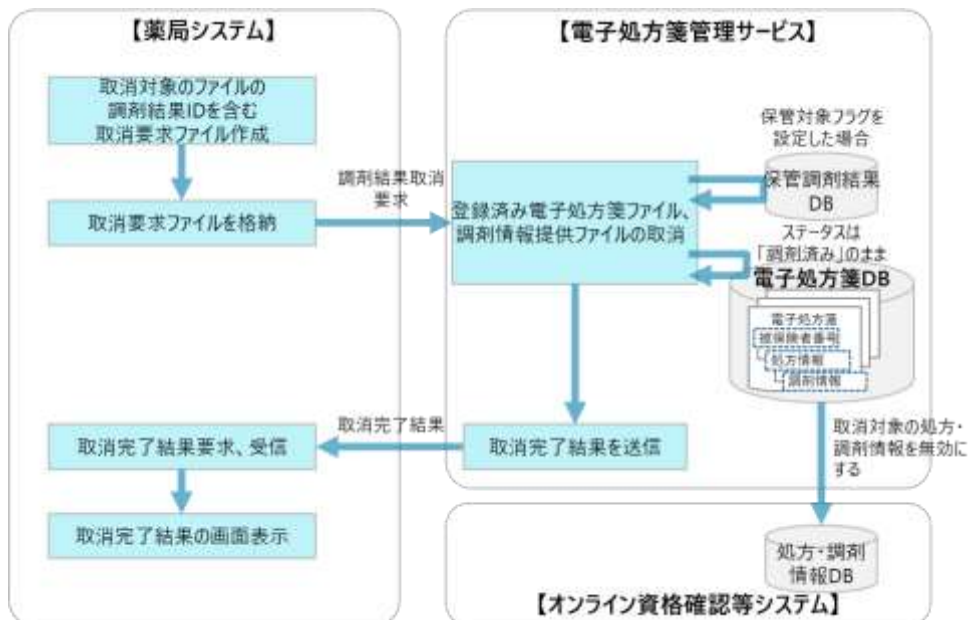 【薬局システム】
取消対象のファイルの
調剤結果IDを含む
取消要求ファイル作成
取消要求ファイルを格納
調剤結果取消
要求
【電子処方箋管理サービス】
登録済み電子処方箋ファイル、
調剤情報提供ファイルの取消
保管対象フラグを
設定した場合
保管調剤結果
DB
ステータスは
「調剤済み」のまま
電子処方箋DB
電子処方箋
被保険者番号
処方情報
調剤情報
取消完了結果を送信
取消完了結果
取消完了結果要求、受信
取消完了結果の画面表示
取消対象の処方・
調剤情報を無効に
する
処方・調剤
情報DB
【オンライン資格確認等システム】